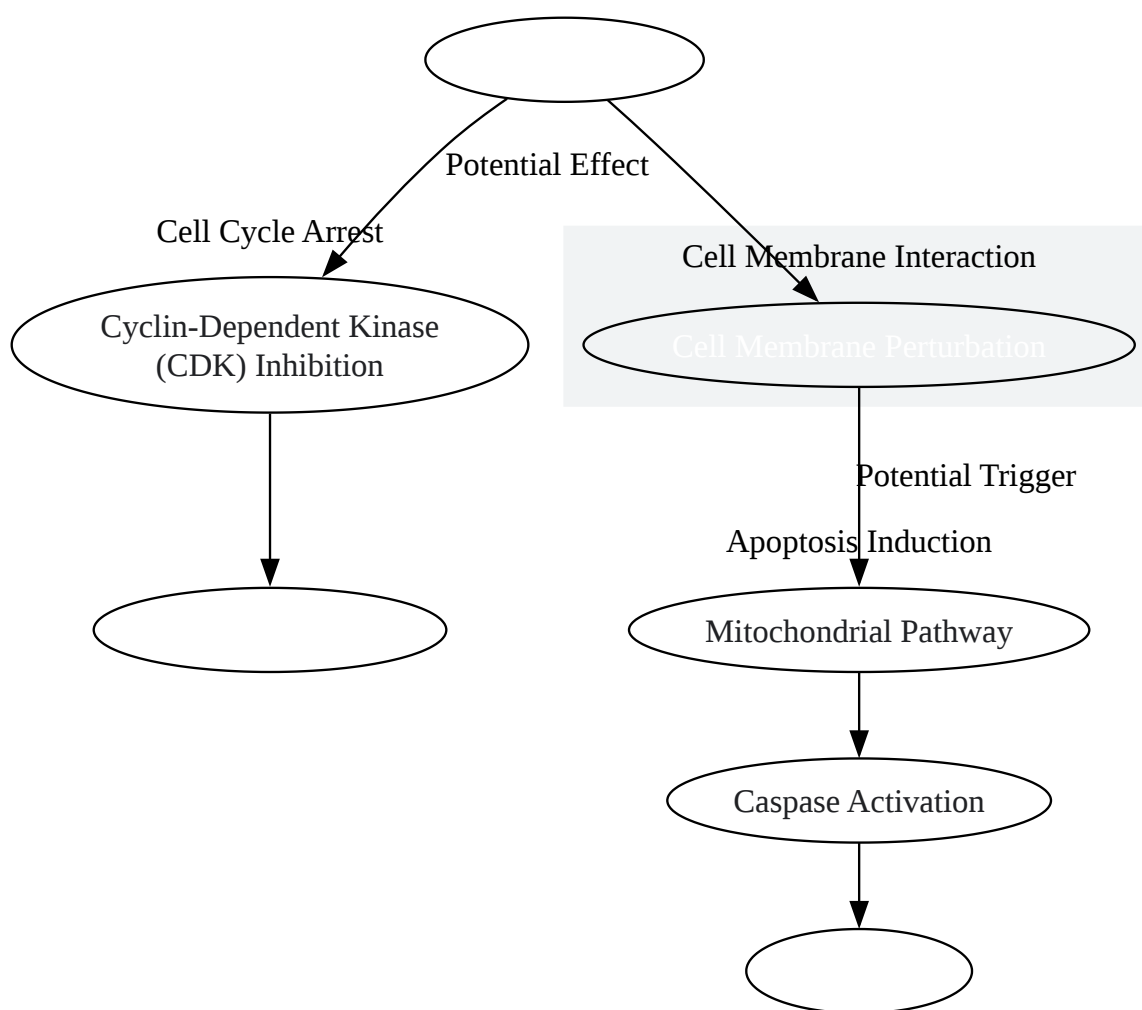 Potential Effect
Cell Cycle Arrest
Cell Membrane Interaction
Cyclin-Dependent Kinase
(CDK) Inhibition
Cell Membrane Perturbation
Potential Trigger
Apoptosis Induction
Mitochondrial Pathway
Caspase Activation